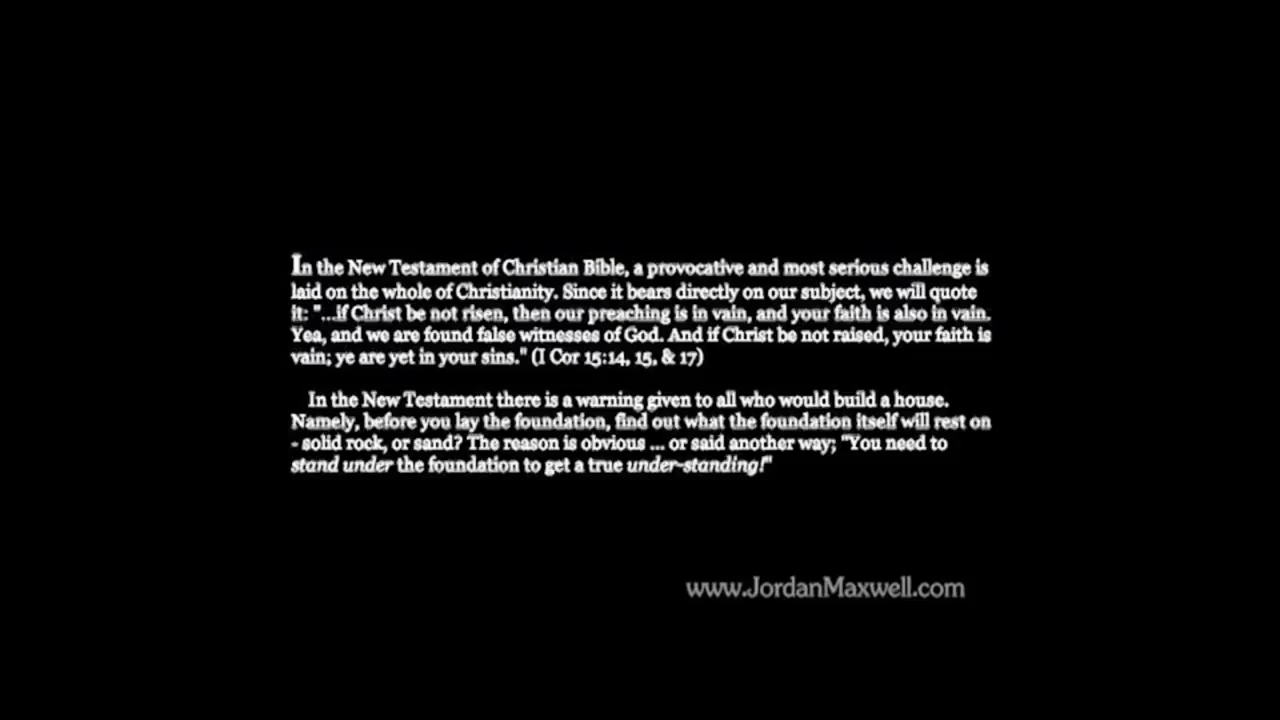 In the New Testament of Christian Bible, a provocative and most serious challenge is
laid on the whole of Christianity. Since it bears directly on our subject, we will quote
it: "...if Christ be not risen, then our preaching is in vain, and your faith is also in vain.
Yea, and we are found false witnesses of God. And if Christ be not raised, your faith is
vain; ye are yet in your sins." (I Cor 15:14, 15, & 17)
In the New Testament there is a warning given to all who would build a house.
Namely, before you lay the foundation, find out what the foundation itself will rest on
- solid rock, or sand? The reason is obvious ... or said another way; "You need to
stand under the foundation to get a true under-standing!"
www.JordanMaxwell.com